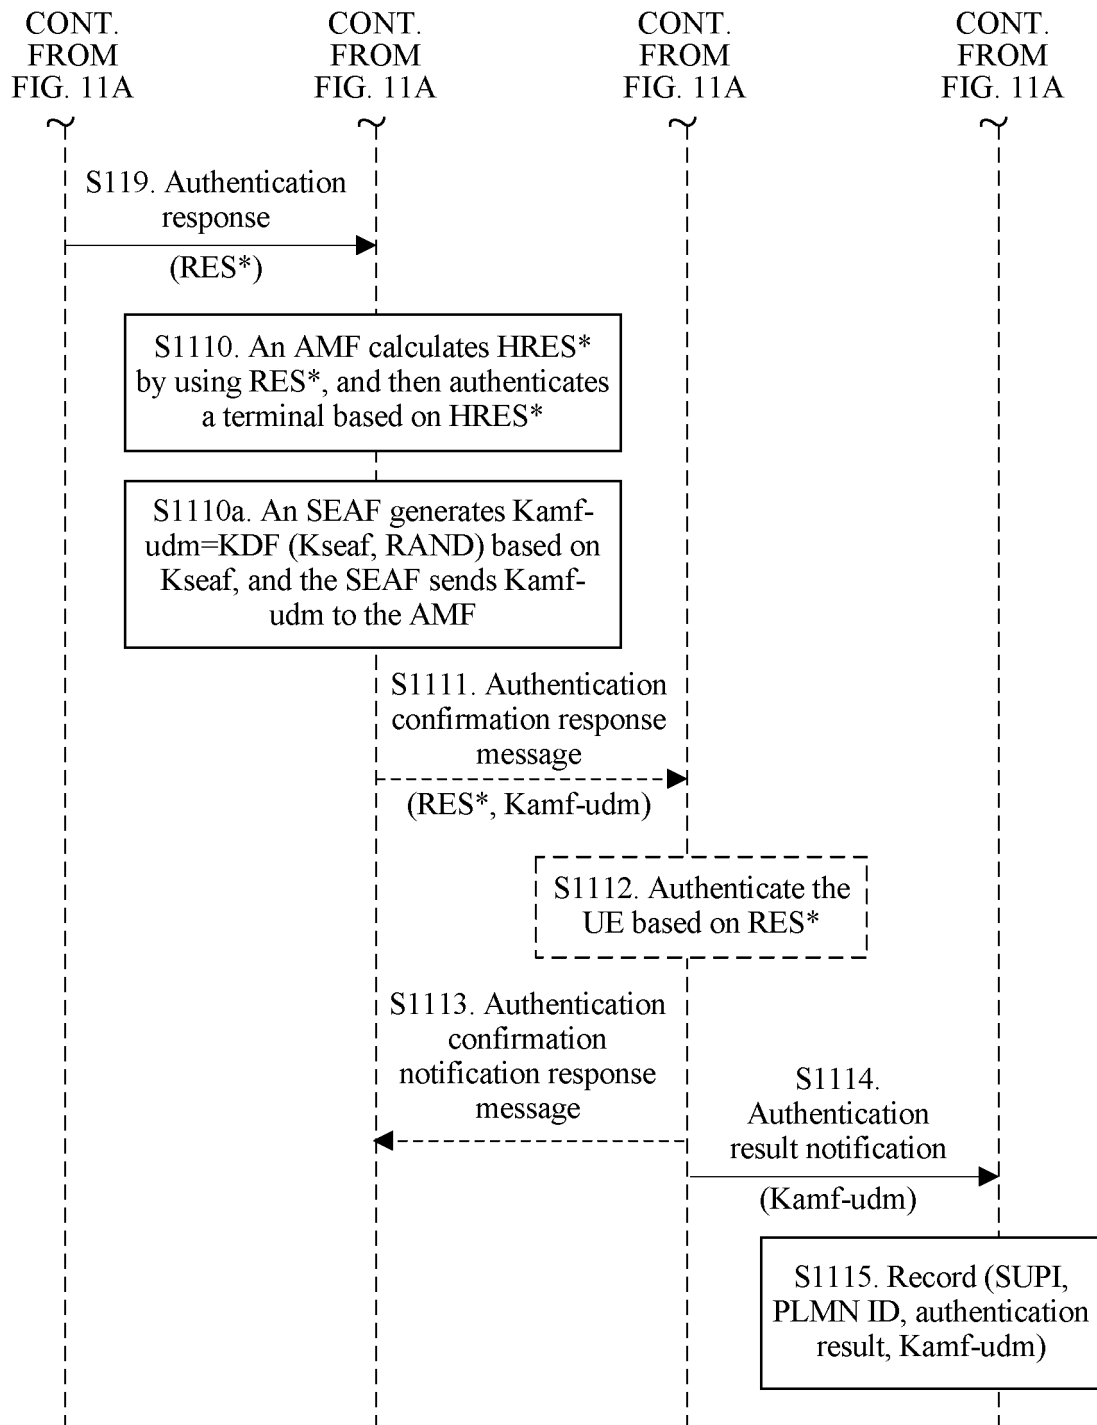 CONT.
FROM
FIG. 11A
CONT.
FROM
FIG. 11A
CONT.
FROM
FIG. 11A
CONT.
FROM
FIG. 11A
S119. Authentication
response
(RES*)
S1110. An AMF calculates HRES*
by using RES*, and then authenticates
a terminal based on HRES*
S1110a. An SEAF generates Kamf-
udm=KDF (Kseaf, RAND) based on
Kseaf, and the SEAF sends Kamf-
udm to the AMF
S1111. Authentication
confirmation response
message
(RES*, Kamf-udm)
S1112. Authenticate the
UE based on RES*
S1113. Authentication
confirmation
notification response
message
S1114.
Authentication
result notification
(Kamf-udm)
S1115. Record (SUPI,
PLMN ID, authentication
result, Kamf-udm)